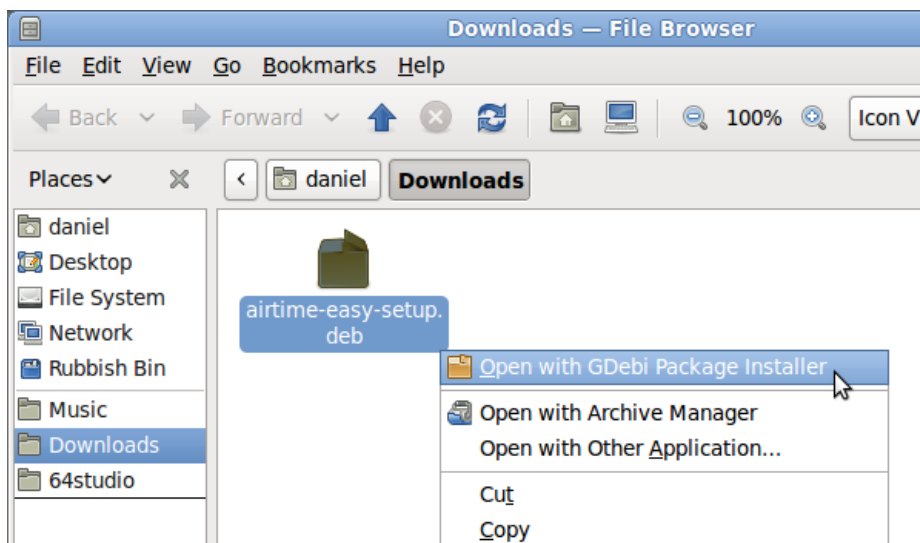 Downloads — File Browser
File Edit View Go Bookmarks Help
Back Forward 100% Icon V
Places daniel Downloads
daniel
Desktop
File System
Network
Rubbish Bin
Music
Downloads
64studio
airtime-easy-setup.
deb
Open with GDebi Package Installer
Open with Archive Manager
Open with Other Application...
Cut
Copy